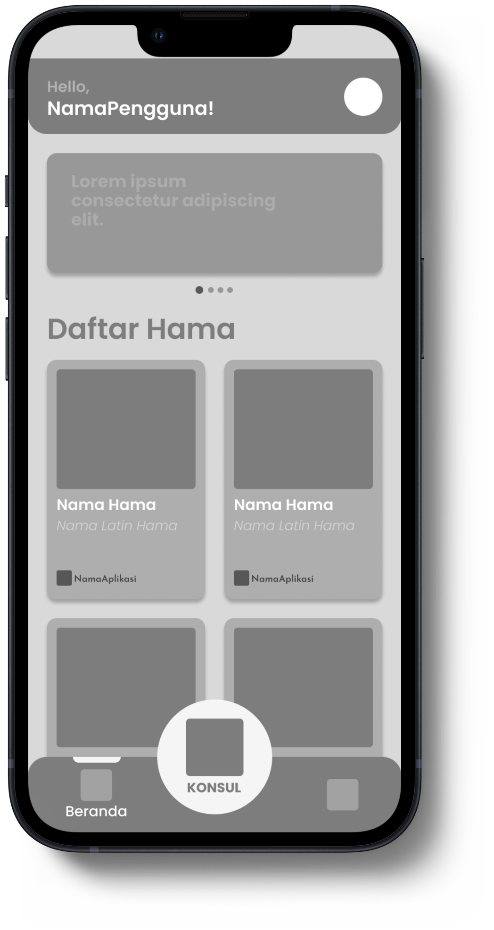 Hello,
NamaPengguna!
Lorem ipsum
consectetur adipiscing
elit.
Daftar Hama
Nama Hama
Nama Latin Hama
NamaAplikasi
Nama Hama
Nama Latin Hama
NamaAplikasi
KONSUL
Beranda